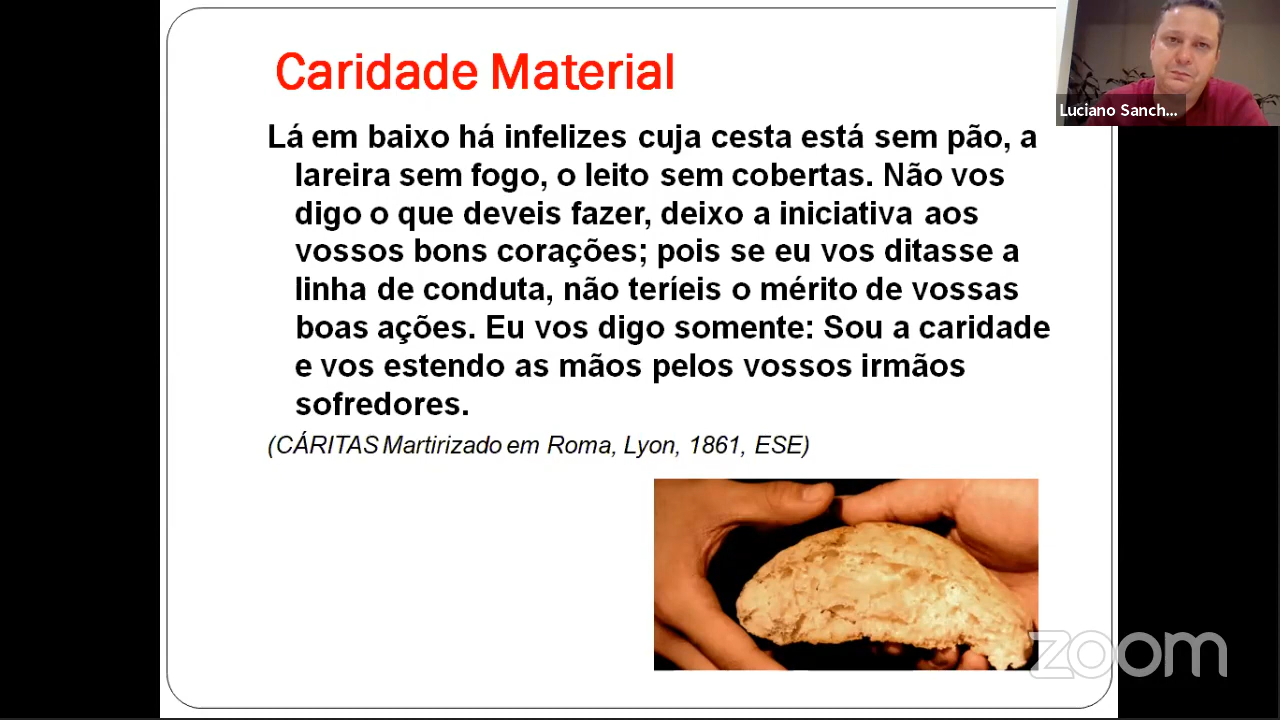 Caridade Material
Luciano Sanch...
Lá em baixo há infelizes cuja cesta está sem pão, a
lareira sem fogo, o leito sem cobertas. Não vos
digo o que deveis fazer, deixo a iniciativa aos
vossos bons corações; pois se eu vos ditasse a
linha de conduta, não teríeis o mérito de vossas
boas ações. Eu vos digo somente: Sou a caridade
e vos estendo as mãos pelos vossos irmãos
sofredores.
(CÁRITAS Martirizado em Roma, Lyon, 1861, ESE)
zoom